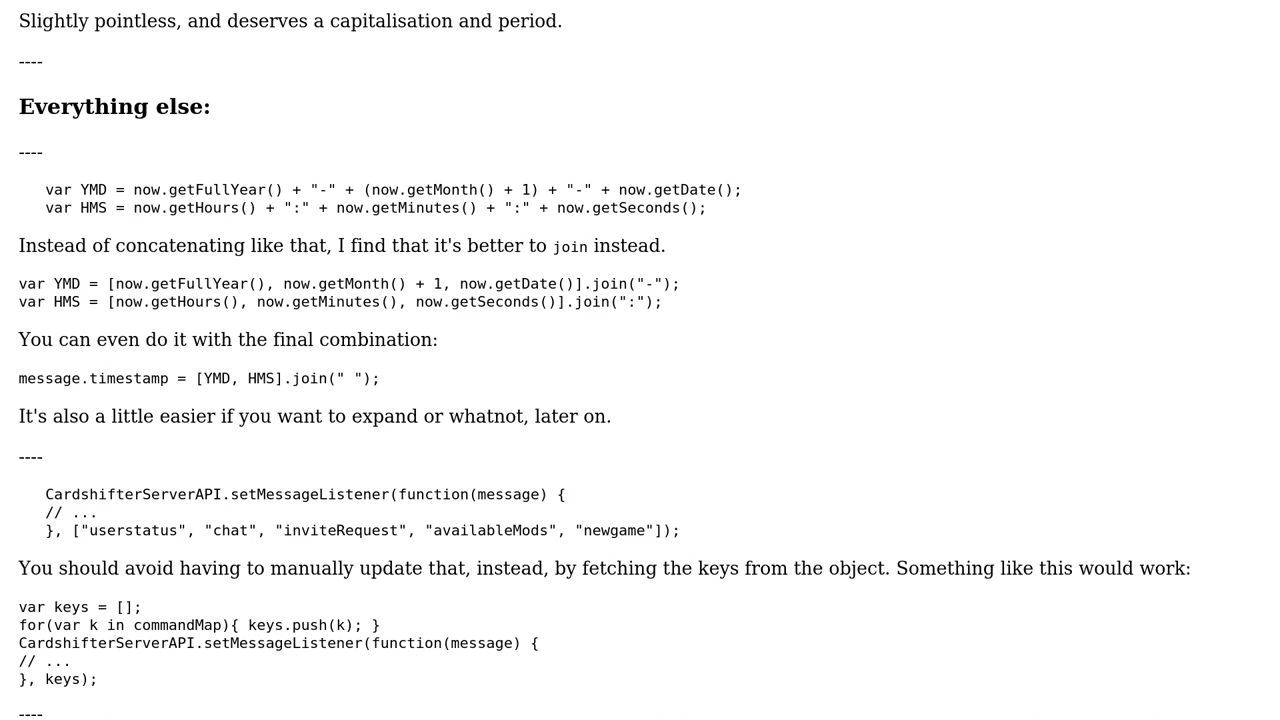 Slightly pointless, and deserves a capitalisation and period.
----
Everything else:
----
var YMD = now.getFullYear() + "-" + (now.getMonth() + 1) + "-" + now.getDate();
var HMS = now.getHours() + ":" + now.getMinutes() + ":" + now.getSeconds();
Instead of concatenating like that, I find that it's better to join instead.
var YMD = [now.getFullYear(), now.getMonth() + 1, now.getDate()].join("-");
var HMS = [now.getHours(), now.getMinutes(), now.getSeconds()].join(":");
You can even do it with the final combination:
message.timestamp = [YMD, HMS].join(" ");
It's also a little easier if you want to expand or whatnot, later on.
----
CardshifterServerAPI.setMessageListener(function(message) {
// ...
}, ["userstatus", "chat", "inviteRequest", "availableMods", "newgame"]);
You should avoid having to manually update that, instead, by fetching the keys from the object. Something like this would work:
var keys = [];
for(var k in commandMap){ keys.push(k); }
CardshifterServerAPI.setMessageListener(function(message) {
// ...
}, keys);
----